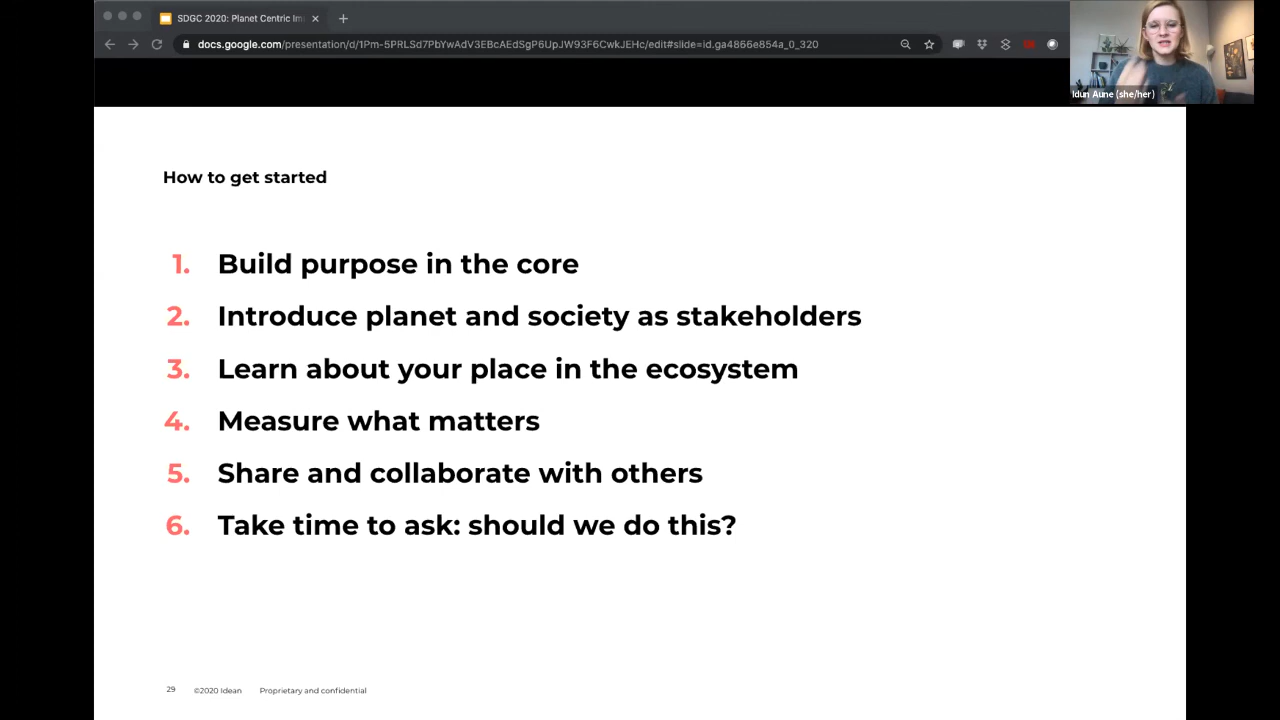 SDGC 2020: Planet Centric Im
docs.google.com/presentation/d/1Pm-5PRLSd7PbYwAdV3EBcAEdSgP6UpJW93F6CwkJEHc/edit#slide=id.ga4866e854a_0_320
Idun Aune (she/her)
How to get started
1. Build purpose in the core
2. Introduce planet and society as stakeholders
3. Learn about your place in the ecosystem
4. Measure what matters
5. Share and collaborate with others
6. Take time to ask: should we do this?
29 ©2020 Idean Proprietary and confidential